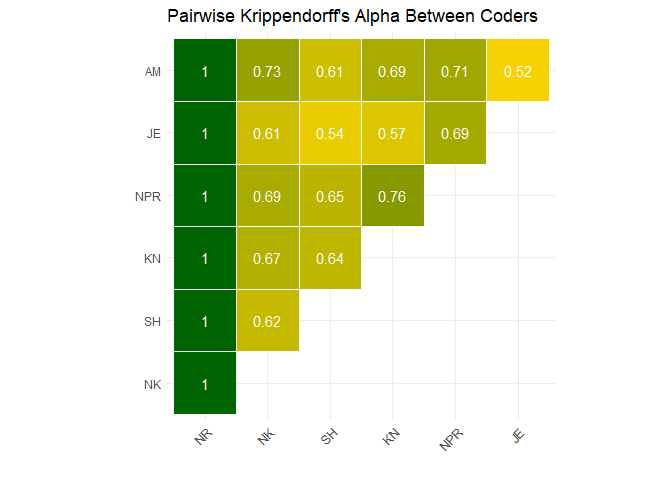 Pairwise Krippendorff's Alpha Between Coders
AM 1 0.73 0.61 0.69 0.71 0.52
JE 1 0.61 0.54 0.57 0.69
NPR 1 0.69 0.65 0.76
KN 1 0.67 0.64
SH 1 0.62
NK 1
NR NK SH KN NPR JE